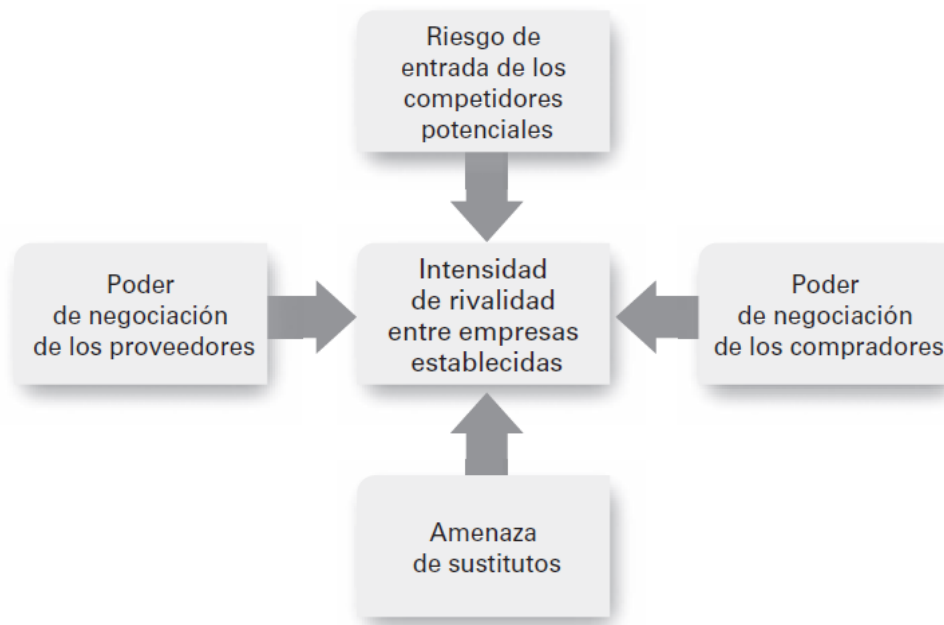 Riesgo de
entrada de los
competidores
potenciales
Poder
de negociación
de los proveedores
Intensidad
de rivalidad
entre empresas
establecidas
Poder
de negociación
de los compradores
Amenaza
de sustitutos